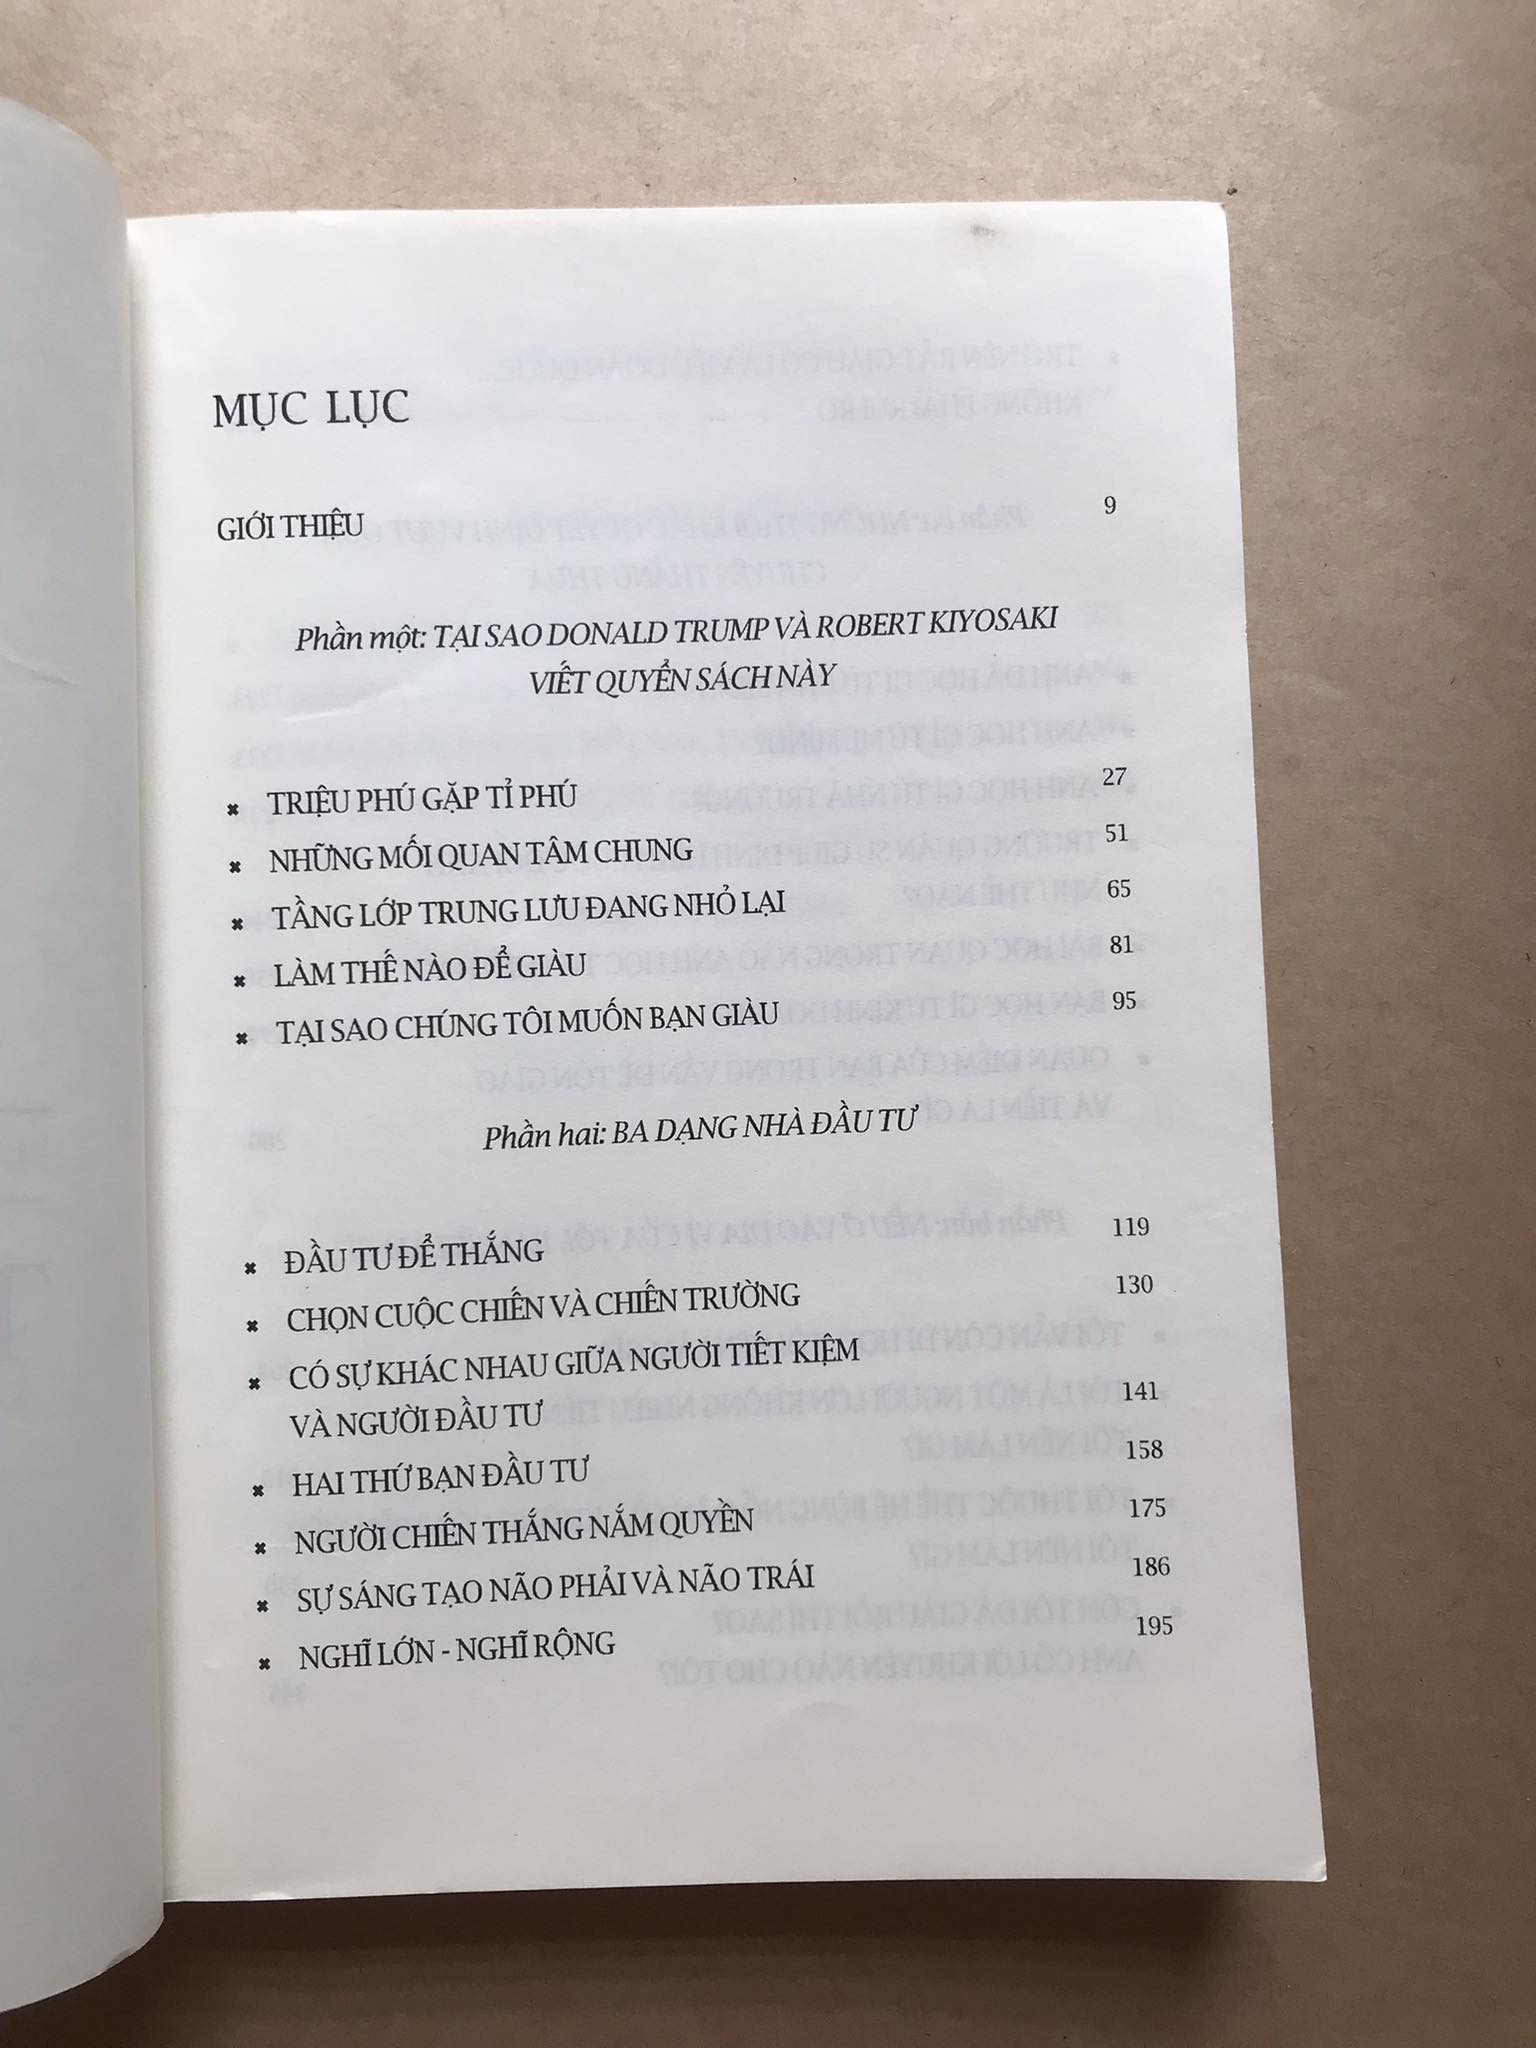 MỤC LỤC
GIỚI THIỆU 9
Phần một: TẠI SAO DONALD TRUMP VÀ ROBERT KIYOSAKI
VIẾT QUYỂN SÁCH NÀY
TRIỆU PHÚ GẶP TỈ PHÚ 27
NHỮNG MỐI QUAN TÂM CHUNG 51
TẦNG LỚP TRUNG LƯU ĐANG NHỎ LẠI 65
LÀM THẾ NÀO ĐỂ GIÀU 81
TẠI SAO CHÚNG TÔI MUỐN BẠN GIÀU 95
Phần hai: BA DẠNG NHÀ ĐẦU TƯ
ĐẦU TƯ ĐỂ THẮNG 119
CHỌN CUỘC CHIẾN VÀ CHIẾN TRƯỜNG 130
CÓ SỰ KHÁC NHAU GIỮA NGƯỜI TIẾT KIỆM
VÀ NGƯỜI ĐẦU TƯ 141
HAI THỨ BẠN ĐẦU TƯ 158
NGƯỜI CHIẾN THẮNG NẮM QUYỀN 175
SỰ SÁNG TẠO NÃO PHẢI VÀ NÃO TRÁI 186
NGHĨ LỚN - NGHĨ RỘNG 195